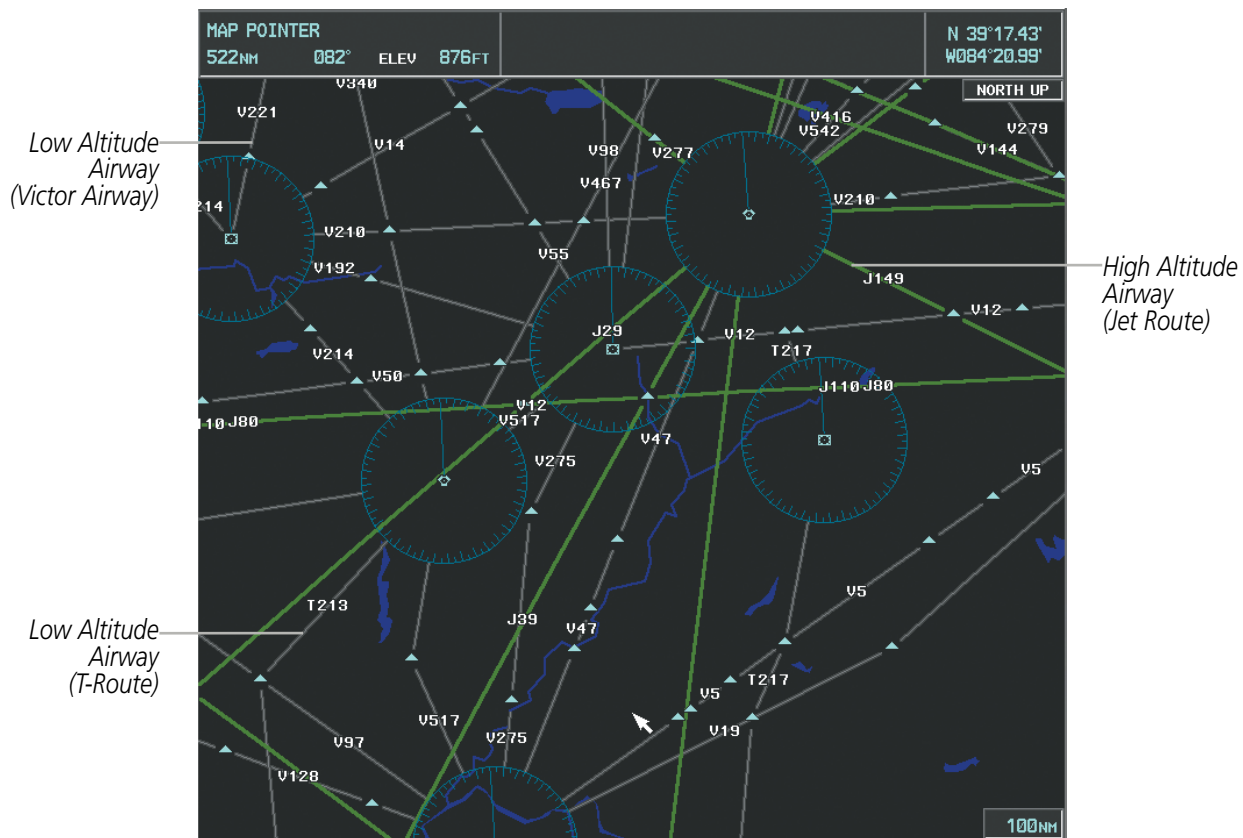 MAP POINTER
522NM 082° ELEV 876FT
N 39°17.43'
W084°20.99'
NORTH UP
V340
V221
V416
V542
V279
V14
V98
V277
V144
V467
V210
214
V210
V55
V192
J149
V12
J29
V12
T217
V214
V50
J110 J80
V12
V517
110 J80
V47
V275
V5
V5
T213
J39
V47
T217
V5
V517
V19
V275
V97
V128
100NM
Low Altitude
Airway
(Victor Airway)
High Altitude
Airway
(Jet Route)
Low Altitude
Airway
(T-Route)